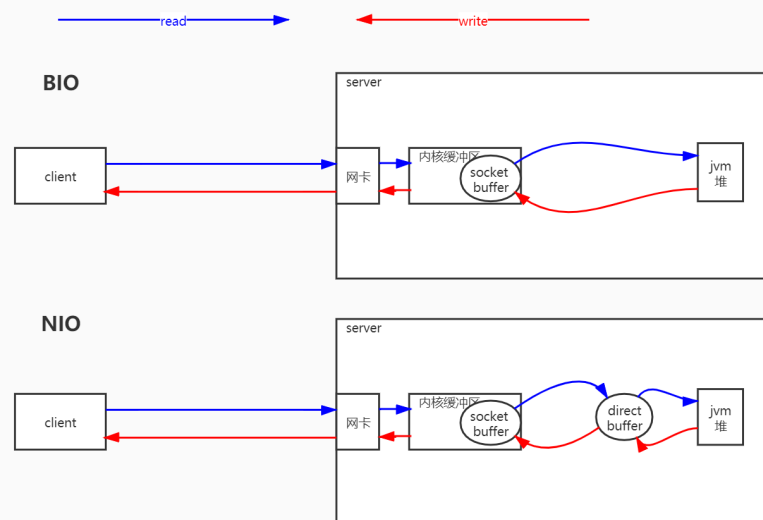 read
write
BIO
server
client
网卡
内核缓冲区
socket
buffer
jvm
堆
NIO
server
client
网卡
内核缓冲区
socket
buffer
direct
buffer
jvm
堆